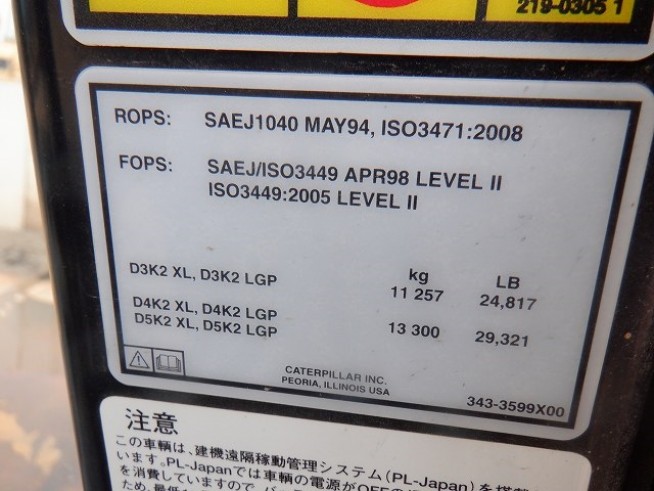 219-0305 1
ROPS: SAEJ1040 MAY94, ISO3471:2008
FOPS: SAEJ/ISO3449 APR98 LEVEL II
ISO3449:2005 LEVEL II
kg LB
D3K2 XL, D3K2 LGP 11 257 24,817
D4K2 XL, D4K2 LGP
D5K2 XL, D5K2 LGP 13 300 29,321
CATERPILLAR INC.
PEORIA, ILLINOIS USA
343-3599X00
注意
この車輌は、建機遠隔稼動管理システム(PL-Japan)を搭載
います。PL-Japanでは車輌の電源がOFFの
を消費していますので、バ